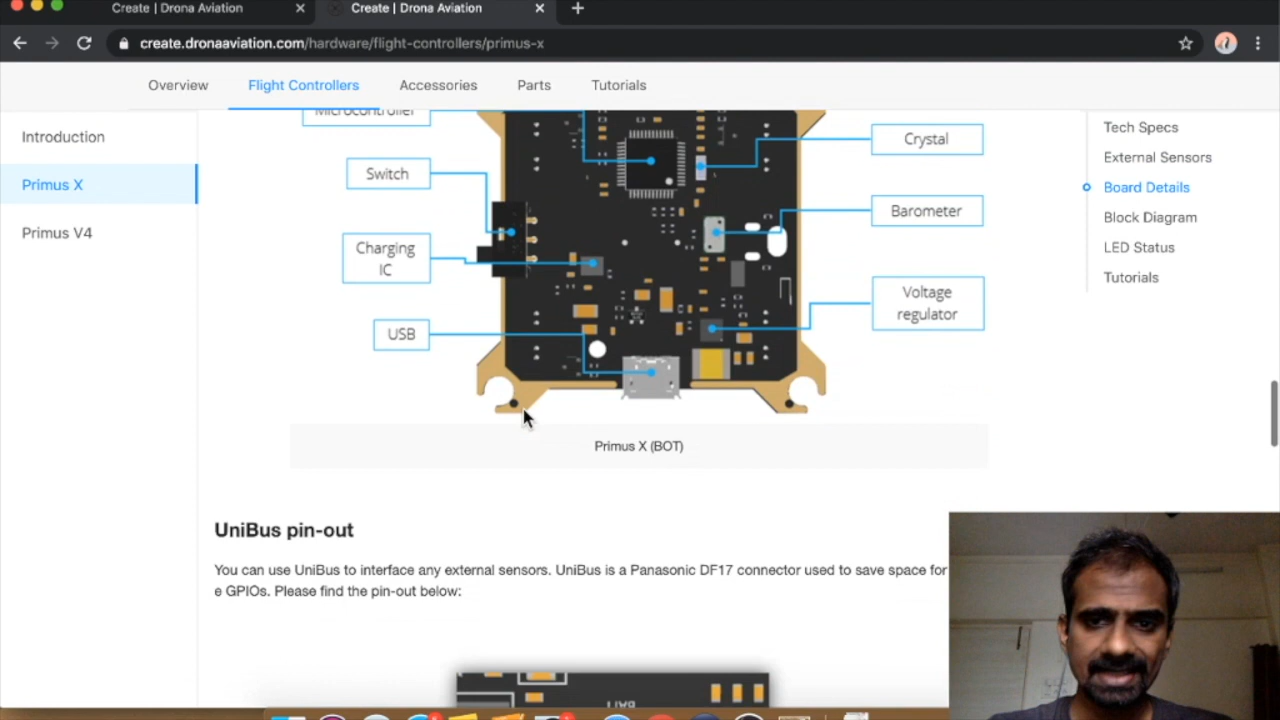 Create | Drona Aviation
Create | Drona Aviation
create.dronaaviation.com/hardware/flight-controllers/primus-x
Overview
Flight Controllers
Accessories
Parts
Tutorials
Introduction
Primus X
Primus V4
Microcontroller
Switch
Charging
IC
USB
Crystal
Barometer
Voltage
regulator
Primus X (BOT)
UniBus pin-out
You can use UniBus to interface any external sensors. UniBus is a Panasonic DF17 connector used to save space for
e GPIOs. Please find the pin-out below:
Tech Specs
External Sensors
Board Details
Block Diagram
LED Status
Tutorials